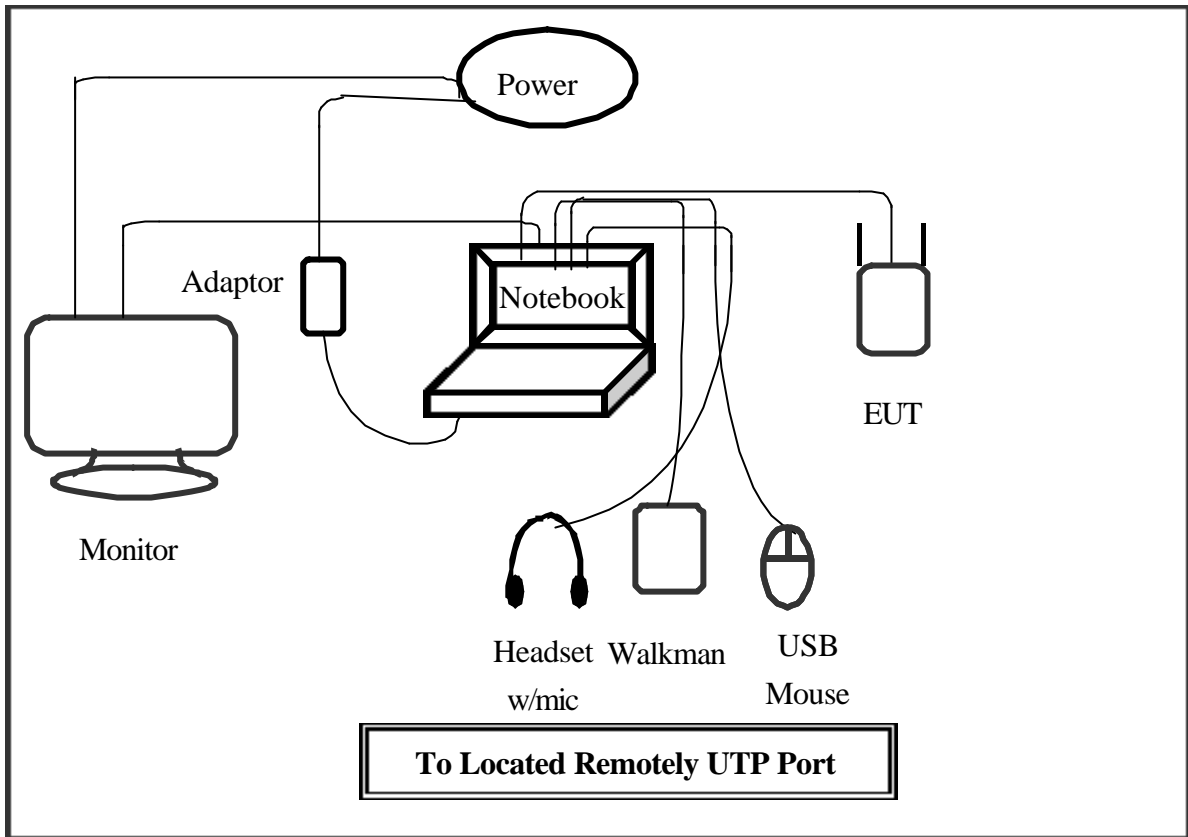 Power
Adaptor
Notebook
EUT
Monitor
Headset
w/mic
Walkman
USB
Mouse
To Located Remotely UTP Port